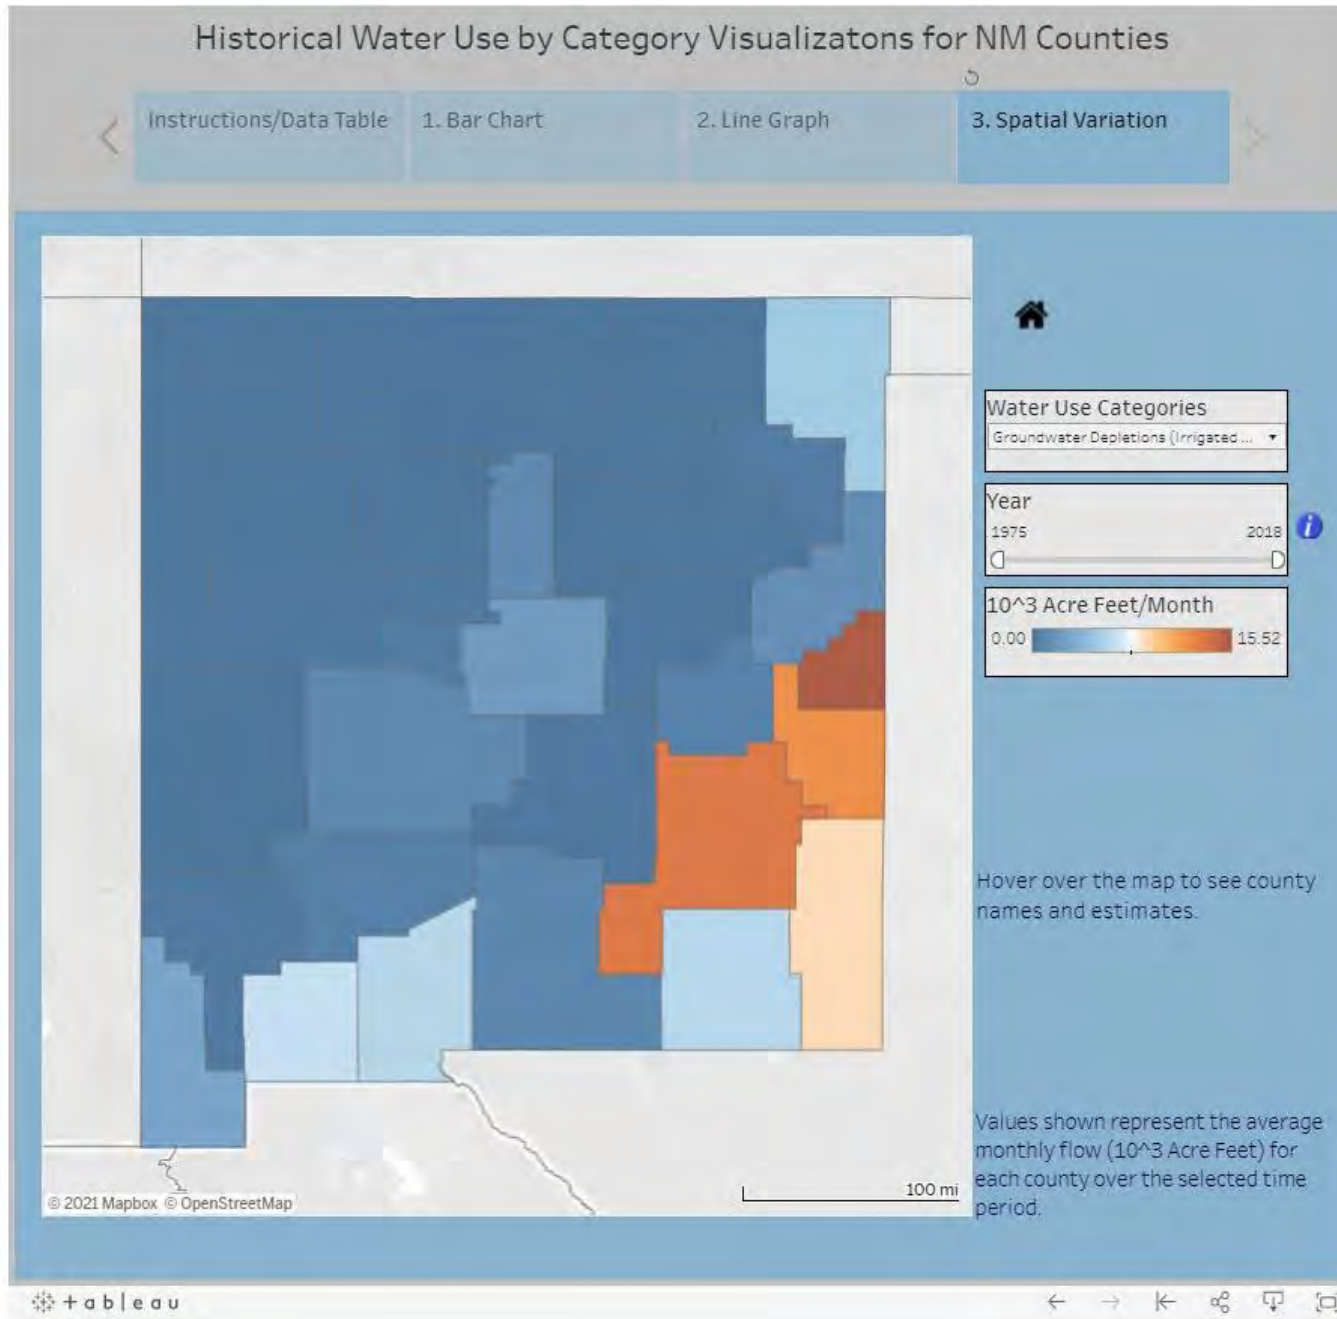 Historical Water Use by Category Visualizatons for NM Counties
Instructions/Data Table
1. Bar Chart
2. Line Graph
3. Spatial Variation
Water Use Categories
Groundwater Depletions (Irrigated ...
Year
1975
2018
i
10^3 Acre Feet/Month
0.00
15.52
Hover over the map to see county
names and estimates.
Values shown represent the average
monthly flow (10^3 Acre Feet) for
each county over the selected time
period.
100 mi
© 2021 Mapbox © OpenStreetMap
+ableau